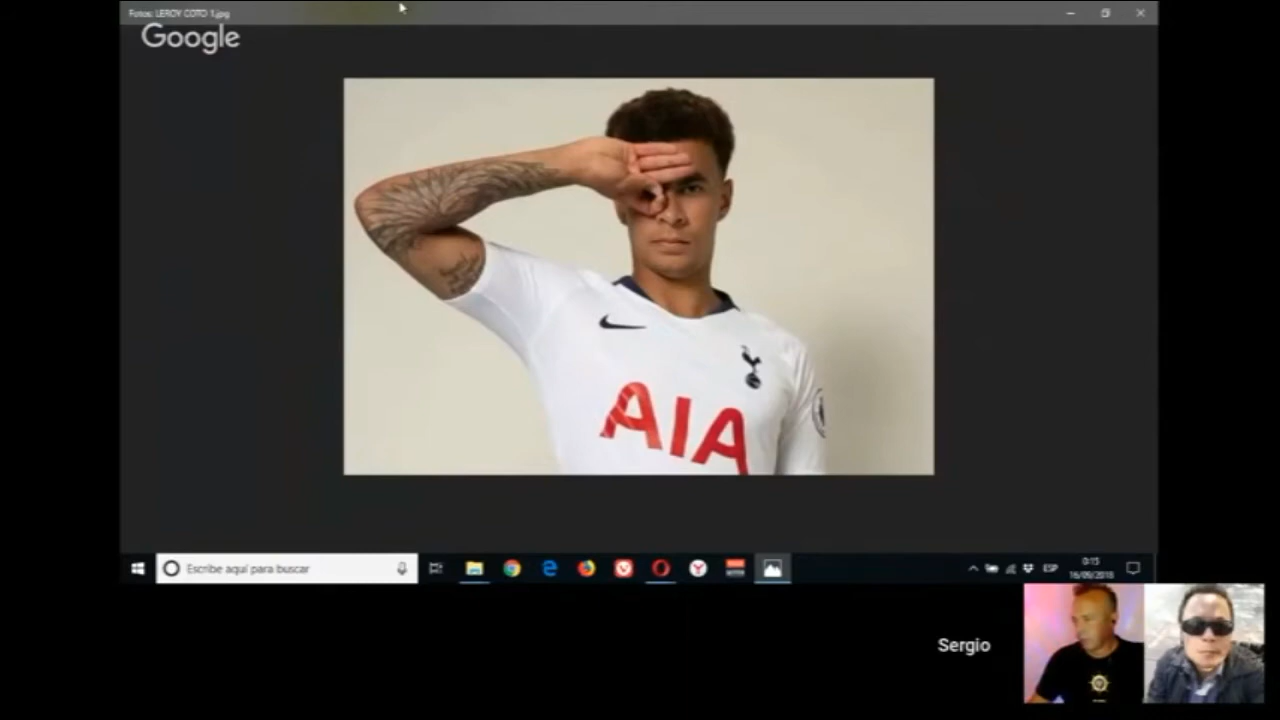 Fotos: LEROY COTO 1.jpg
Google
AIA
Escribe aquí para buscar
ESP
0:15
16/09/2018
Sergio